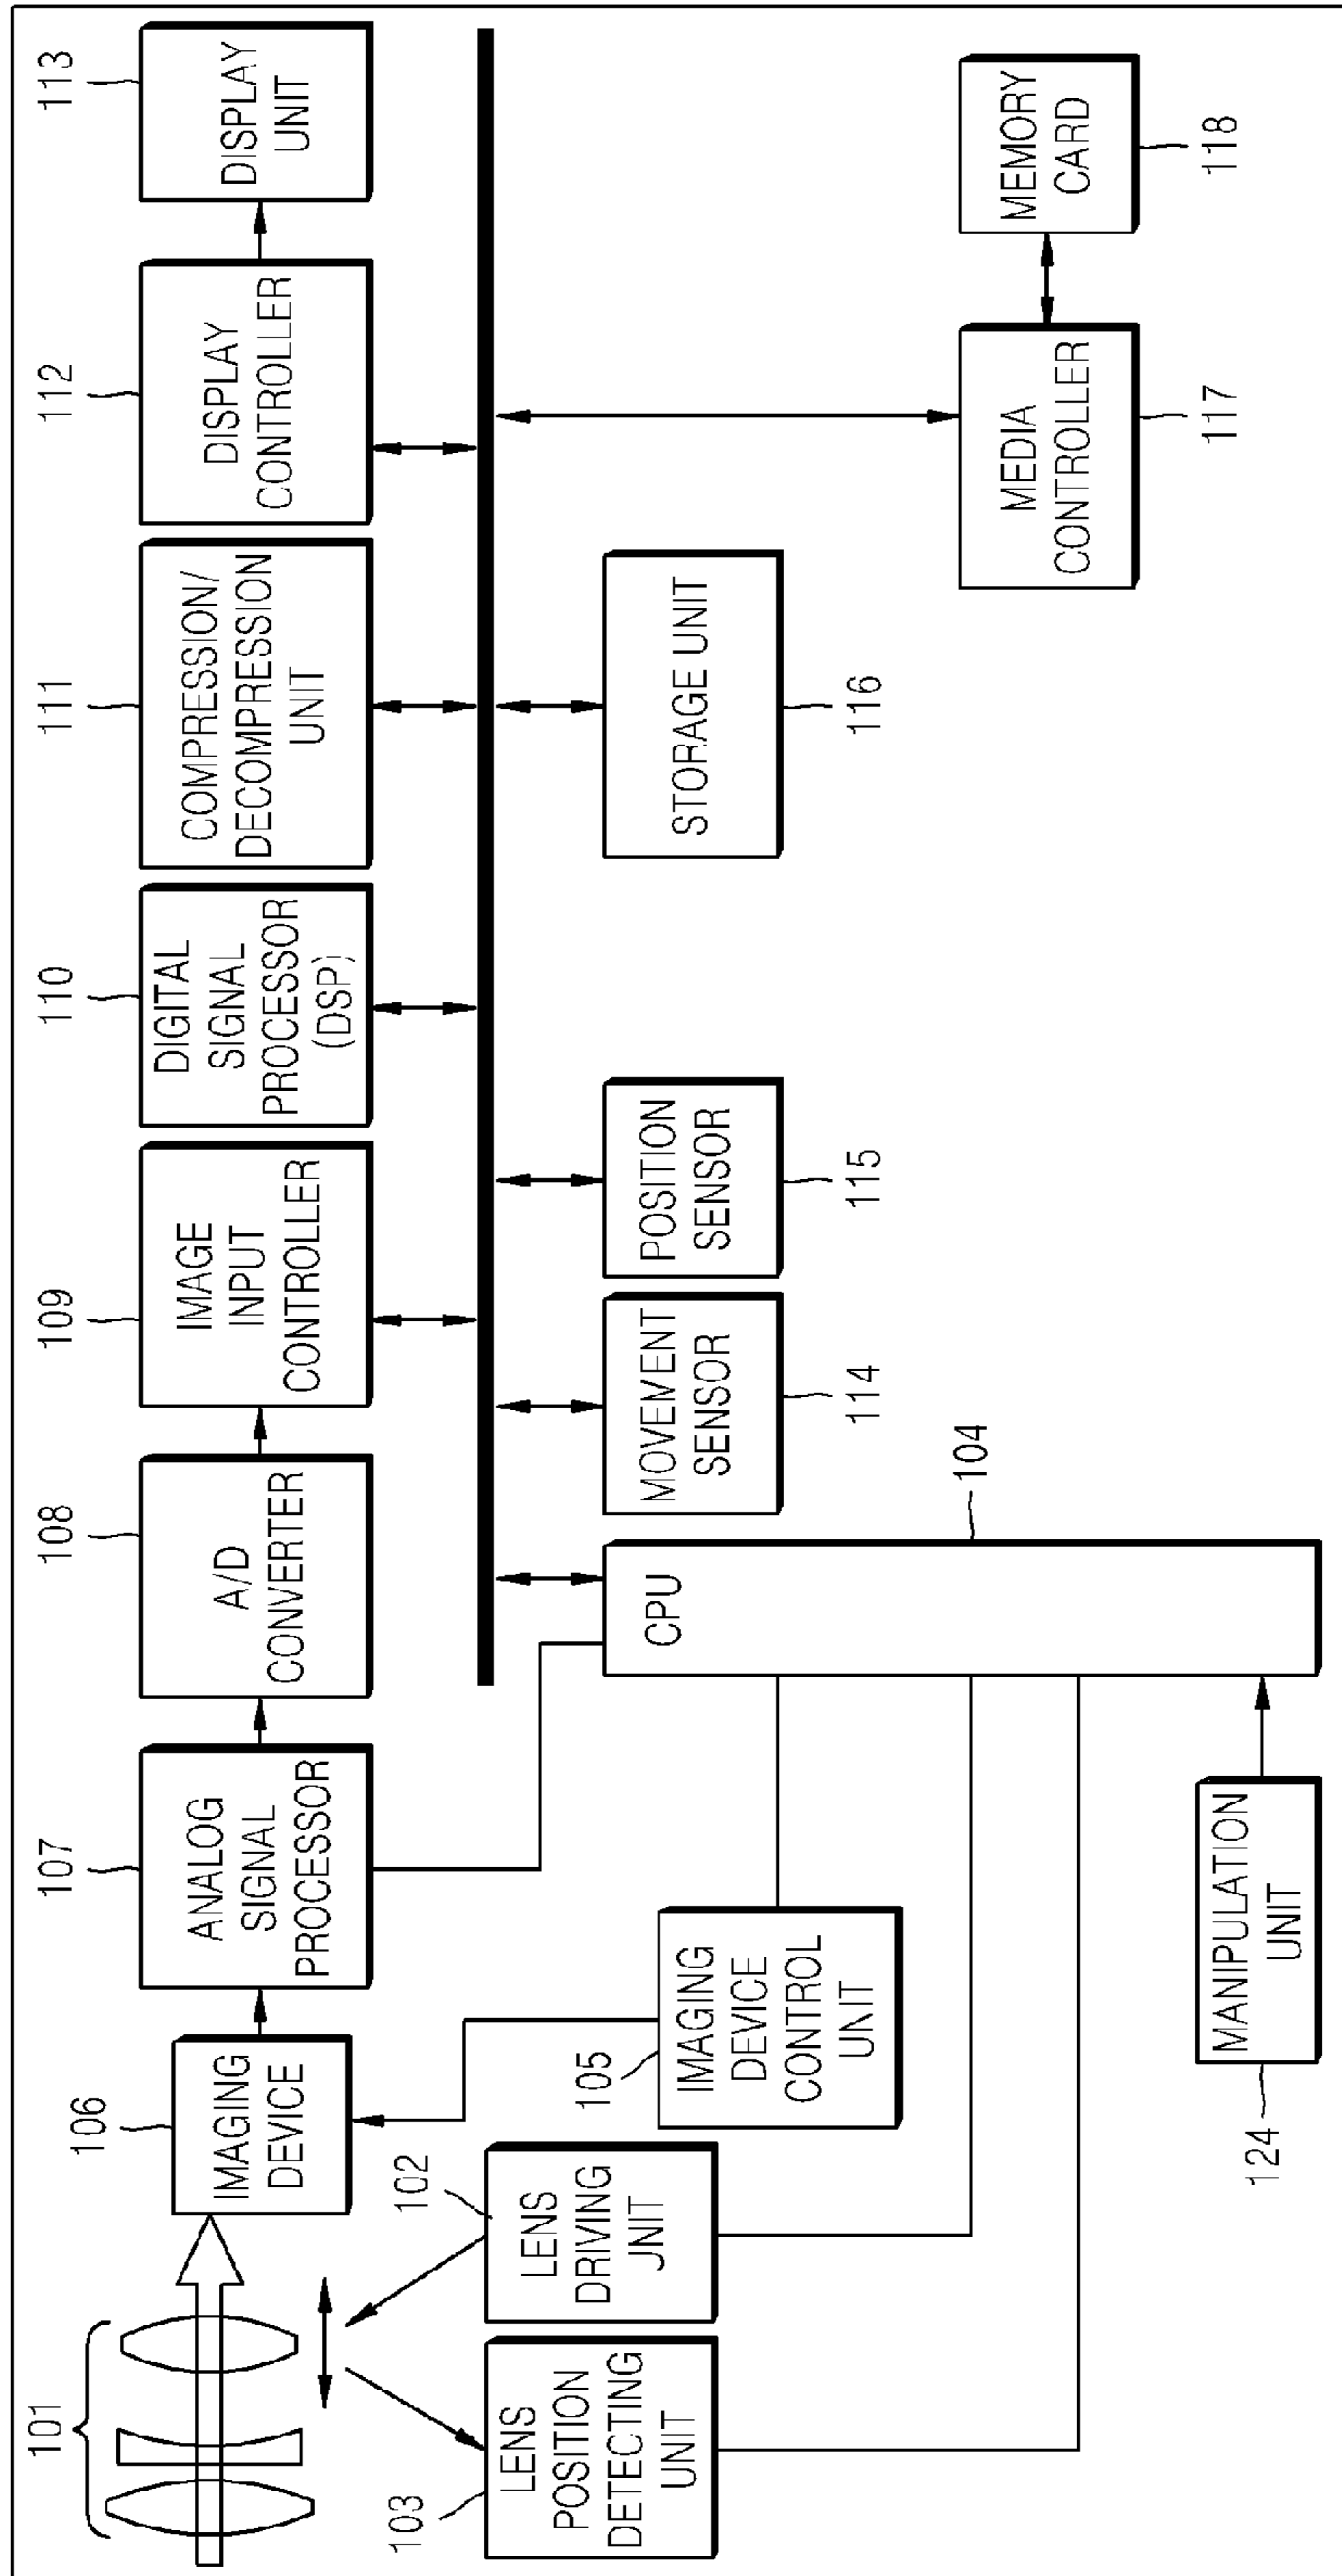 101
106
IMAGING
DEVICE
107
ANALOG
SIGNAL
PROCESSOR
108
A/D
CONVERTER
109
IMAGE
INPUT
CONTROLLER
110
DIGITAL
SIGNAL
PROCESSOR
(DSP)
111
COMPRESSION/
DECOMPRESSION
UNIT
112
DISPLAY
CONTROLLER
113
DISPLAY
UNIT
103
LENS
POSITION
DETECTING
UNIT
102
LENS
DRIVING
JNIT
105
IMAGING
DEVICE
CONTROL
UNIT
CPU
104
MOVEMENT
SENSOR
114
POSITION
SENSOR
115
STORAGE UNIT
116
MEDIA
CONTROLLER
117
MEMORY
CARD
118
MANIPULATION
UNIT
124